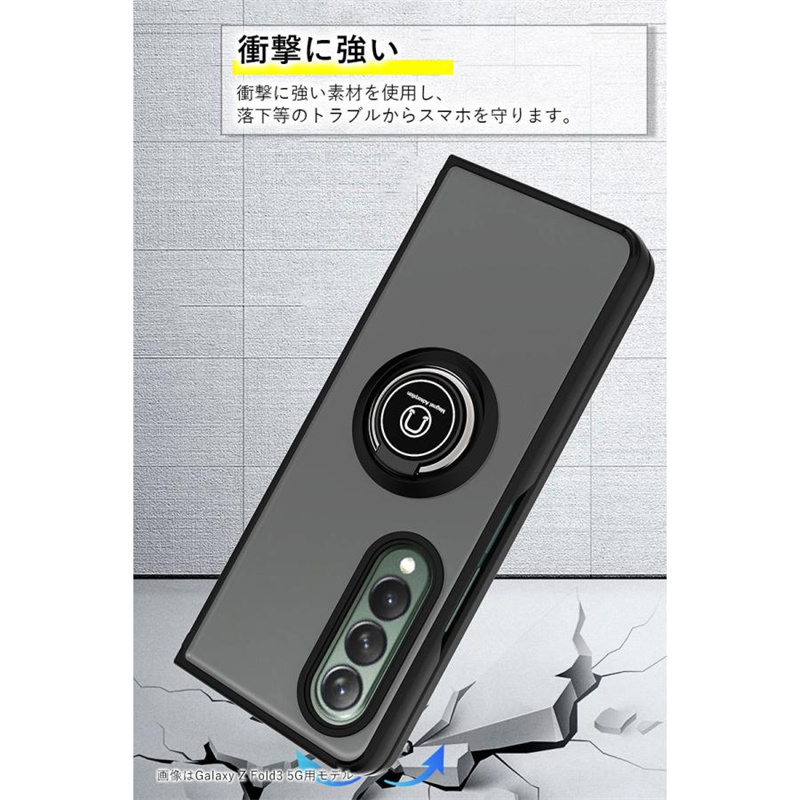 衝撃に強い
衝撃に強い素材を使用し、
落下等のトラブルからスマホを守ります。
Magnet Adsorption
画像はGalaxy Z Fold3 5G用モデル